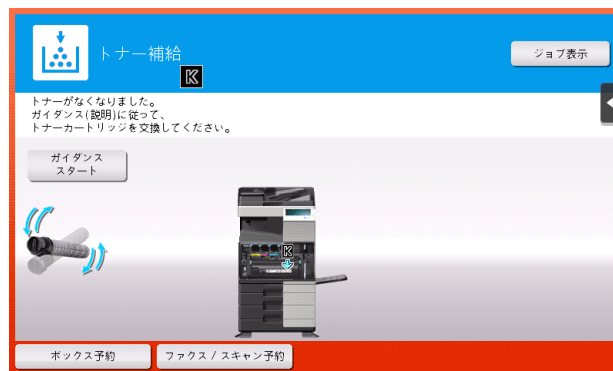 トナー補給
K
ジョブ表示
トナーがなくなりました。
ガイダンス(説明)に従って、
トナーカートリッジを交換してください。
ガイダンス
スタート
K
ボックス予約
ファクス / スキャン予約